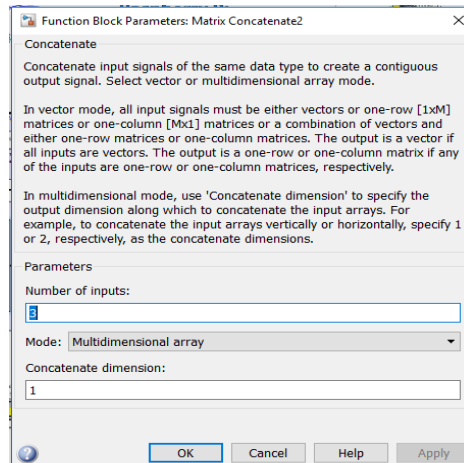 Function Block Parameters: Matrix Concatenate2
Concatenate
Concatenate input signals of the same data type to create a contiguous
output signal. Select vector or multidimensional array mode.
In vector mode, all input signals must be either vectors or one-row [1xM]
matrices or one-column [Mx1] matrices or a combination of vectors and
either one-row matrices or one-column matrices. The output is a vector if
all inputs are vectors. The output is a one-row or one-column matrix if any
of the inputs are one-row or one-column matrices, respectively.
In multidimensional mode, use 'Concatenate dimension' to specify the
output dimension along which to concatenate the input arrays. For
example, to concatenate the input arrays vertically or horizontally, specify 1
or 2, respectively, as the concatenate dimensions.
Parameters
Number of inputs:
3
Mode: Multidimensional array
Concatenate dimension:
1
OK Cancel Help Apply